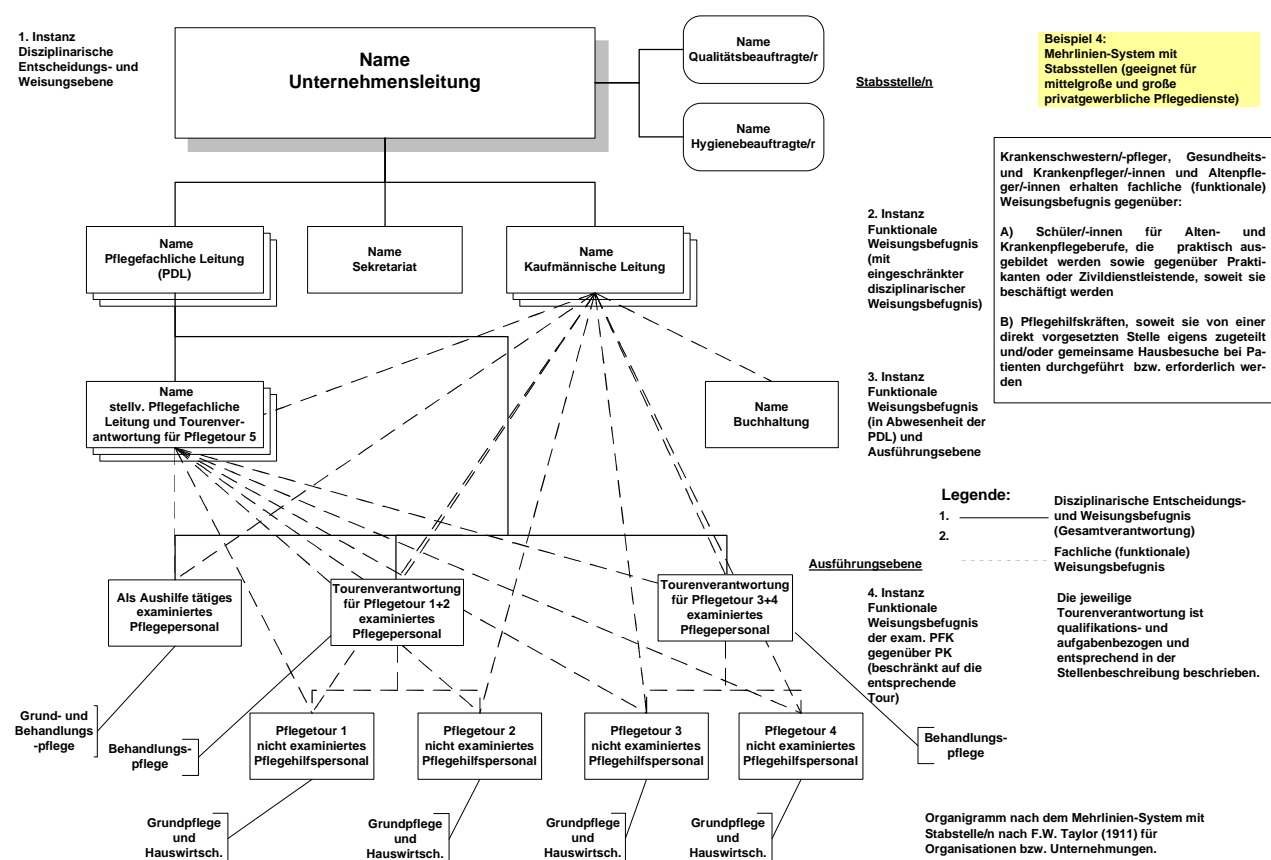 1. Instanz
Disziplinarische
Entscheidungs- und
Weisungsebene
Name
Unternehmensleitung
Name
Qualitätsbeauftragte/r
Name
Hygienebeauftragte/r
Stabsstelle/n
Beispiel 4:
Mehrlinien-System mit
Stabsstellen (geeignet für
mittelgroße und große
privatgewerbliche Pflegedienste)
Krankenschwestern/-pfleger, Gesundheits-
und Krankenpfleger/-innen und Altenpfle-
ger/-innen erhalten fachliche (funktionale)
Weisungsbefugnis gegenüber:
A) Schüler/-innen für Alten- und
Krankenpflegeberufe, die praktisch aus-
gebildet werden sowie gegenüber Prakti-
kanten oder Zivildienstleistende, soweit sie
beschäftigt werden
B) Pflegehilfskräften, soweit sie von einer
direkt vorgesetzten Stelle eigens zugeteilt
und/oder gemeinsame Hausbesuche bei Pa-
tienten durchgeführt bzw. erforderlich wer-
den
Name
Pflegefachliche Leitung
(PDL)
Name
Sekretariat
Name
Kaufmännische Leitung
2. Instanz
Funktionale
Weisungsbefugnis
(mit
eingeschränkter
disziplinarischer
Weisungsbefugnis)
Name
stellv. Pflegefachliche
Leitung und Tourenver-
antwortung für Pflegetour 5
Name
Buchhaltung
3. Instanz
Funktionale
Weisungsbefugnis
(in Abwesenheit der
PDL) und
Ausführungsebene
Legende:
1.
2.
Disziplinarische Entscheidungs-
und Weisungsbefugnis
(Gesamtverantwortung)
Fachliche (funktionale)
Weisungsbefugnis
Die jeweilige
Tourenverantwortung ist
qualifikations- und
aufgabenbezogen und
entsprechend in der
Stellenbeschreibung beschrieben.
Ausführungsebene
Als Aushilfe tätiges
examiniertes
Pflegepersonal
Tourenverantwortung
für Pflegetour 1+2
examiniertes
Pflegepersonal
Tourenverantwortung
für Pflegetour 3+4
examiniertes
Pflegepersonal
4. Instanz
Funktionale
Weisungsbefugnis
der exam. PFK
gegenüber PK
(beschränkt auf die
entsprechende
Tour)
Grund- und
Behandlungs
-pflege
Behandlungs-
pflege
Pflegetour 1
nicht examiniertes
Pflegehilfspersonal
Pflegetour 2
nicht examiniertes
Pflegehilfspersonal
Pflegetour 3
nicht examiniertes
Pflegehilfspersonal
Pflegetour 4
nicht examiniertes
Pflegehilfspersonal
Behandlungs-
pflege
Grundpflege
und
Hauswirtsch.
Grundpflege
und
Hauswirtsch.
Grundpflege
und
Hauswirtsch.
Grundpflege
und
Hauswirtsch.
Organigramm nach dem Mehrlinien-System mit
Stabstelle/n nach F.W. Taylor (1911) für
Organisationen bzw. Unternehmungen.